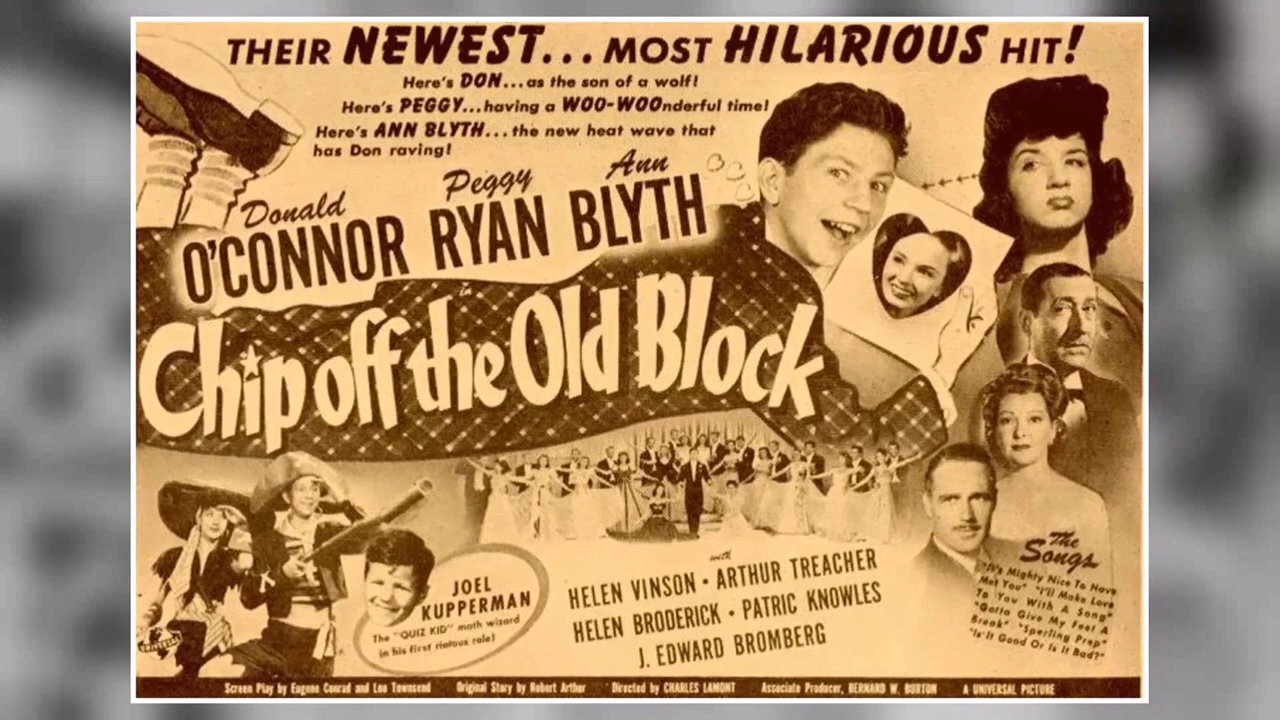 THEIR NEWEST... MOST HILARIOUS HIT!
Here's DON...as the son of a wolf!
Here's PEGGY...having a WOO-WOOnderful time!
Here's ANN BLYTH...the new heat wave that
has Don raving!
Donald Peggy Ann
O'CONNOR RYAN BLYTH
in
Chip off the Old Block
JOEL
KUPPERMAN
The "QUIZ KID" math wizard
in his first riotous role!
with
HELEN VINSON • ARTHUR TREACHER
HELEN BRODERICK • PATRIC KNOWLES
J. EDWARD BROMBERG
The
Songs
"It's Mighty Nice To Have
Met You" "I'll Make Love
To You With A Song"
"Gotta Give My Feet A
Break" "Sperling Prep"
"Is It Good Or Is It Bad?"
UNIVERSAL
Screen Play by Eugene Conrad and Leo Townsend Original Story by Robert Arthur Directed by CHARLES LAMONT Associate Producer, BERNARD W. BURTON A UNIVERSAL PICTURE